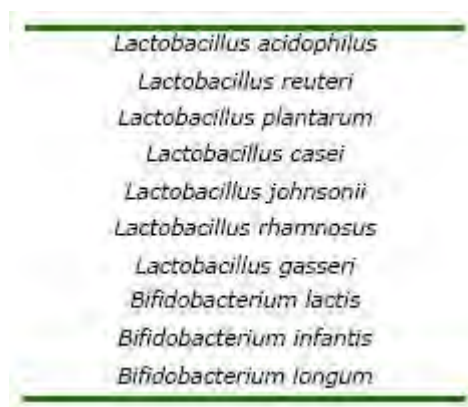 Lactobacillus acidophilus
Lactobacillus reuteri
Lactobacillus plantarum
Lactobacillus casei
Lactobacillus johnsonii
Lactobacillus rhamnosus
Lactobacillus gasseri
Bifidobacterium lactis
Bifidobacterium infantis
Bifidobacterium longum